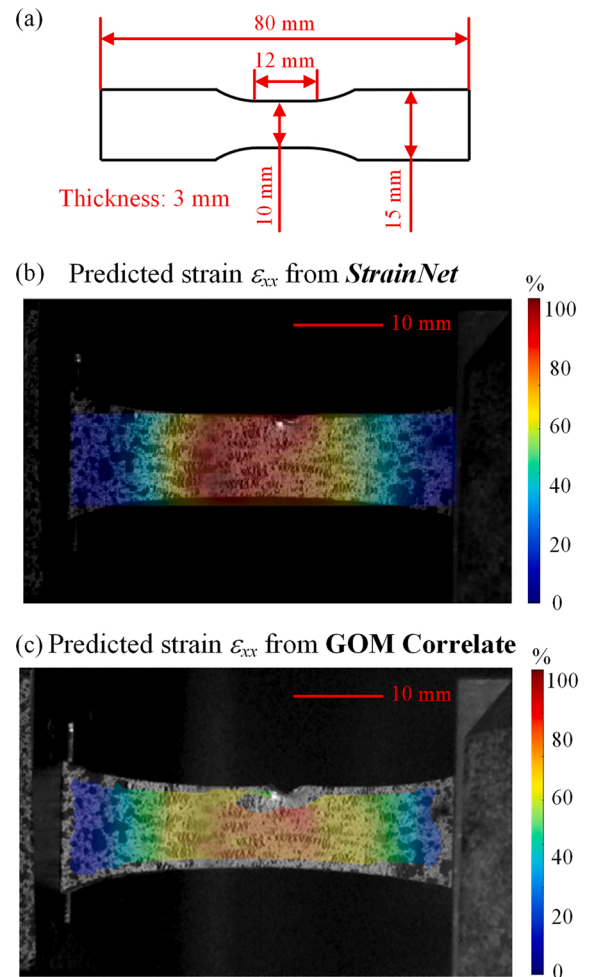 (a)
80 mm
12 mm
10 mm
15 mm
Thickness: 3 mm
(b) Predicted strain εxx from StrainNet
%
100
80
60
40
20
0
10 mm
(c) Predicted strain εxx from GOM Correlate
%
100
80
60
40
20
0
10 mm